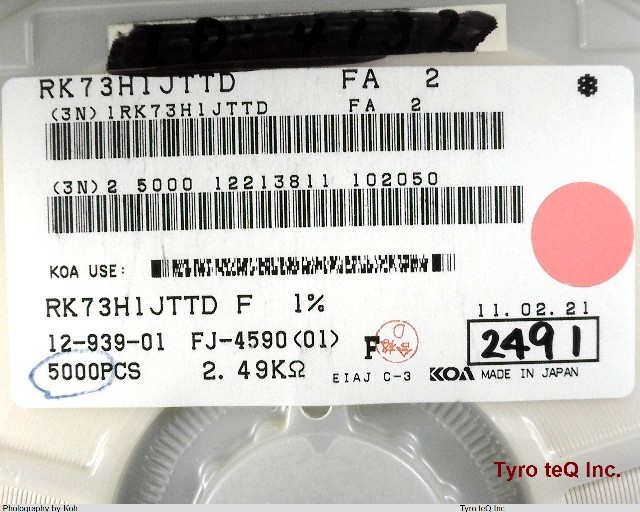 RK73H1JTTD FA 2 *
(3N)1RK73H1JTTD FA 2
(3N)2 5000 12213811 102050
KOA USE:
RK73H1JTTD F 1%
11.02.21
12-939-01 FJ-4590(01) F
2491
5000PCS 2.49KΩ EIAJ C-3 KOA MADE IN JAPAN
Tyro teQ Inc.
Photography by Koh Tyro teQ Inc